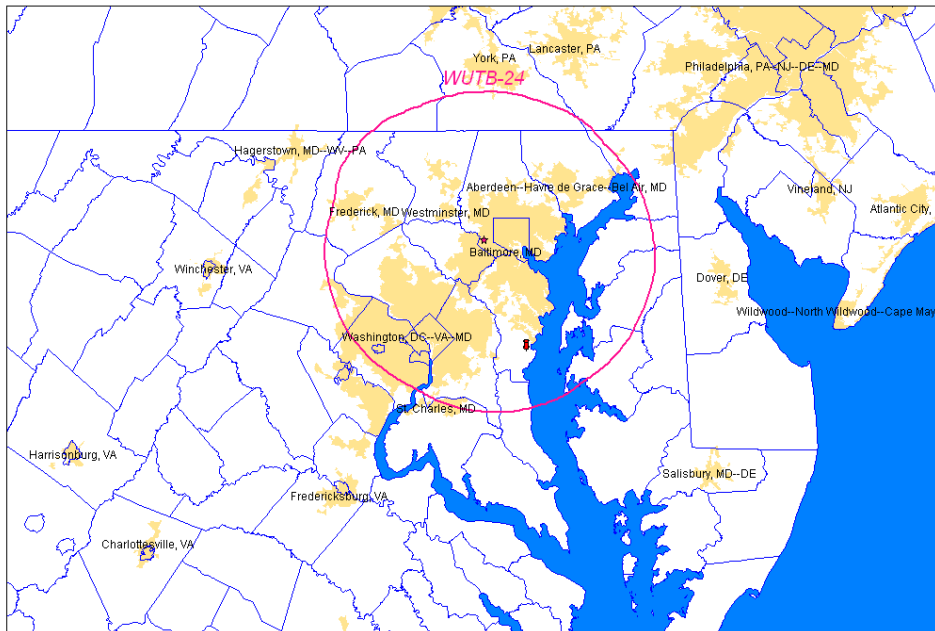 Lancaster, PA
York, PA
Philadelphia, PA--NJ--DE--MD
WUTB-24
Hagerstown, MD--WV--PA
Aberdeen--Havre de Grace--Bel Air, MD
Vineland, NJ
Frederick, MD
Westminster, MD
Atlantic City,
Baltimore, MD
Winchester, VA
Dover, DE
Wildwood--North Wildwood--Cape May
Washington, DC--VA--MD
St. Charles, MD
Harrisonburg, VA
Salisbury, MD--DE
Fredericksburg, VA
Charlottesville, VA